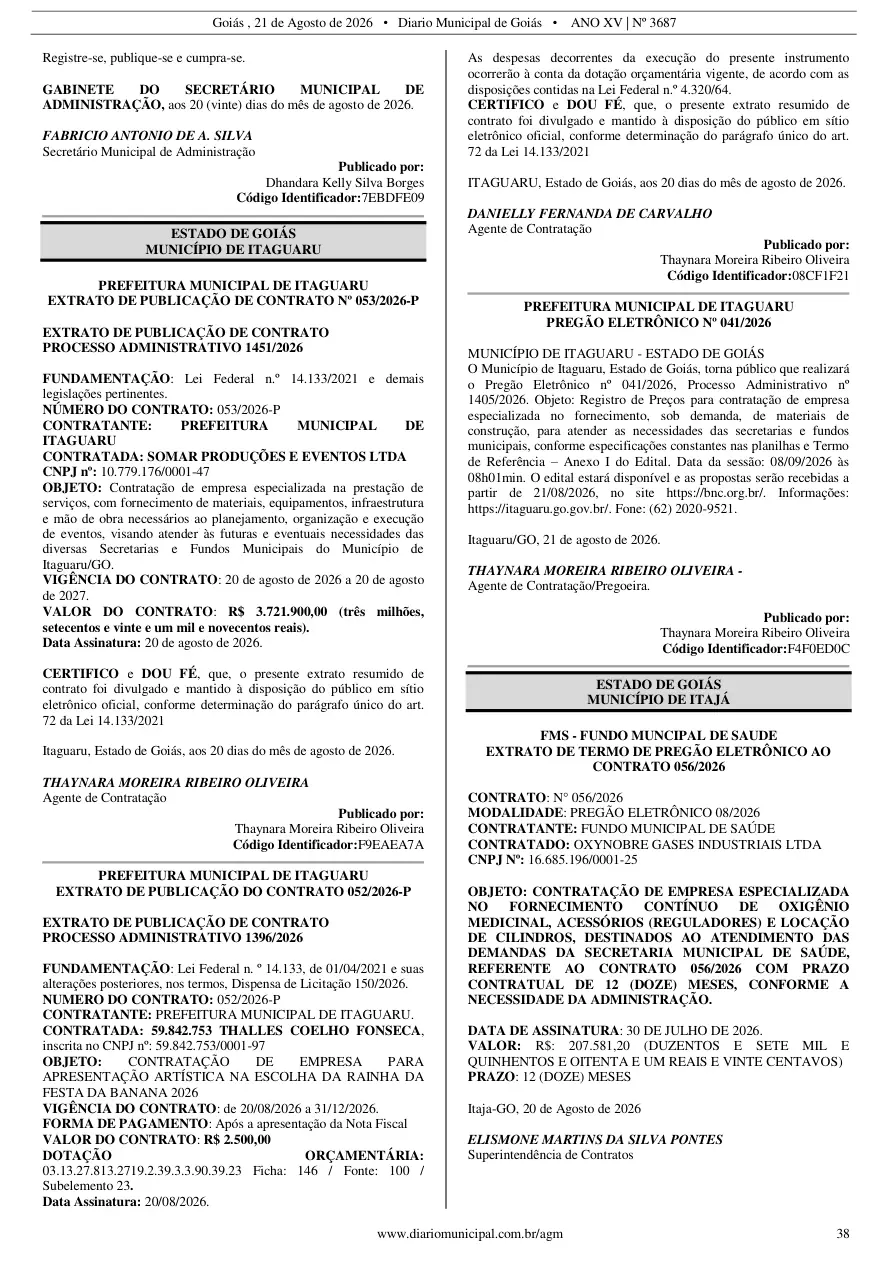 Goiás , 21 de Agosto de 2026 • Diario Municipal de Goiás • ANO XV | Nº 3687
Registre-se, publique-se e cumpra-se.
GABINETE DO SECRETÁRIO MUNICIPAL DE
ADMINISTRAÇÃO, aos 20 (vinte) dias do mês de agosto de 2026.
FABRICIO ANTONIO DE A. SILVA
Secretário Municipal de Administração
Publicado por:
Dhandara Kelly Silva Borges
Código Identificador:7EBDFE09
ESTADO DE GOIÁS
MUNICÍPIO DE ITAGUARU
PREFEITURA MUNICIPAL DE ITAGUARU
EXTRATO DE PUBLICAÇÃO DE CONTRATO Nº 053/2026-P
EXTRATO DE PUBLICAÇÃO DE CONTRATO
PROCESSO ADMINISTRATIVO 1451/2026
FUNDAMENTAÇÃO: Lei Federal n.º 14.133/2021 e demais
legislações pertinentes.
NÚMERO DO CONTRATO: 053/2026-P
CONTRATANTE: PREFEITURA MUNICIPAL DE
ITAGUARU
CONTRATADA: SOMAR PRODUÇÕES E EVENTOS LTDA
CNPJ nº: 10.779.176/0001-47
OBJETO: Contratação de empresa especializada na prestação de
serviços, com fornecimento de materiais, equipamentos, infraestrutura
e mão de obra necessários ao planejamento, organização e execução
de eventos, visando atender às futuras e eventuais necessidades das
diversas Secretarias e Fundos Municipais do Município de
Itaguaru/GO.
VIGÊNCIA DO CONTRATO: 20 de agosto de 2026 a 20 de agosto
de 2027.
VALOR DO CONTRATO: R$ 3.721.900,00 (três milhões,
setecentos e vinte e um mil e novecentos reais).
Data Assinatura: 20 de agosto de 2026.
CERTIFICO e DOU FÉ, que, o presente extrato resumido de
contrato foi divulgado e mantido à disposição do público em sítio
eletrônico oficial, conforme determinação do parágrafo único do art.
72 da Lei 14.133/2021
Itaguaru, Estado de Goiás, aos 20 dias do mês de agosto de 2026.
THAYNARA MOREIRA RIBEIRO OLIVEIRA
Agente de Contratação
Publicado por:
Thaynara Moreira Ribeiro Oliveira
Código Identificador:F9EAEA7A
PREFEITURA MUNICIPAL DE ITAGUARU
EXTRATO DE PUBLICAÇÃO DO CONTRATO 052/2026-P
EXTRATO DE PUBLICAÇÃO DE CONTRATO
PROCESSO ADMINISTRATIVO 1396/2026
FUNDAMENTAÇÃO: Lei Federal n. º 14.133, de 01/04/2021 e suas
alterações posteriores, nos termos, Dispensa de Licitação 150/2026.
NUMERO DO CONTRATO: 052/2026-P
CONTRATANTE: PREFEITURA MUNICIPAL DE ITAGUARU.
CONTRATADA: 59.842.753 THALLES COELHO FONSECA,
inscrita no CNPJ nº: 59.842.753/0001-97
OBJETO: CONTRATAÇÃO DE EMPRESA PARA
APRESENTAÇÃO ARTÍSTICA NA ESCOLHA DA RAINHA DA
FESTA DA BANANA 2026
VIGÊNCIA DO CONTRATO: de 20/08/2026 a 31/12/2026.
FORMA DE PAGAMENTO: Após a apresentação da Nota Fiscal
VALOR DO CONTRATO: R$ 2.500,00
DOTAÇÃO ORÇAMENTÁRIA:
03.13.27.813.2719.2.39.3.3.90.39.23 Ficha: 146 / Fonte: 100 /
Subelemento 23.
Data Assinatura: 20/08/2026.
As despesas decorrentes da execução do presente instrumento
ocorrerão à conta da dotação orçamentária vigente, de acordo com as
disposições contidas na Lei Federal n.º 4.320/64.
CERTIFICO e DOU FÉ, que, o presente extrato resumido de
contrato foi divulgado e mantido à disposição do público em sítio
eletrônico oficial, conforme determinação do parágrafo único do art.
72 da Lei 14.133/2021
ITAGUARU, Estado de Goiás, aos 20 dias do mês de agosto de 2026.
DANIELLY FERNANDA DE CARVALHO
Agente de Contratação
Publicado por:
Thaynara Moreira Ribeiro Oliveira
Código Identificador:08CF1F21
PREFEITURA MUNICIPAL DE ITAGUARU
PREGÃO ELETRÔNICO Nº 041/2026
MUNICÍPIO DE ITAGUARU - ESTADO DE GOIÁS
O Município de Itaguaru, Estado de Goiás, torna público que realizará
o Pregão Eletrônico nº 041/2026, Processo Administrativo nº
1405/2026. Objeto: Registro de Preços para contratação de empresa
especializada no fornecimento, sob demanda, de materiais de
construção, para atender as necessidades das secretarias e fundos
municipais, conforme especificações constantes nas planilhas e Termo
de Referência – Anexo I do Edital. Data da sessão: 08/09/2026 às
08h01min. O edital estará disponível e as propostas serão recebidas a
partir de 21/08/2026, no site https://bnc.org.br/. Informações:
https://itaguaru.go.gov.br/. Fone: (62) 2020-9521.
Itaguaru/GO, 21 de agosto de 2026.
THAYNARA MOREIRA RIBEIRO OLIVEIRA -
Agente de Contratação/Pregoeira.
Publicado por:
Thaynara Moreira Ribeiro Oliveira
Código Identificador:F4F0ED0C
ESTADO DE GOIÁS
MUNICÍPIO DE ITAJÁ
FMS - FUNDO MUNCIPAL DE SAUDE
EXTRATO DE TERMO DE PREGÃO ELETRÔNICO AO
CONTRATO 056/2026
CONTRATO: N° 056/2026
MODALIDADE: PREGÃO ELETRÔNICO 08/2026
CONTRATANTE: FUNDO MUNICIPAL DE SAÚDE
CONTRATADO: OXYNOBRE GASES INDUSTRIAIS LTDA
CNPJ Nº: 16.685.196/0001-25
OBJETO: CONTRATAÇÃO DE EMPRESA ESPECIALIZADA
NO FORNECIMENTO CONTÍNUO DE OXIGÊNIO
MEDICINAL, ACESSÓRIOS (REGULADORES) E LOCAÇÃO
DE CILINDROS, DESTINADOS AO ATENDIMENTO DAS
DEMANDAS DA SECRETARIA MUNICIPAL DE SAÚDE,
REFERENTE AO CONTRATO 056/2026 COM PRAZO
CONTRATUAL DE 12 (DOZE) MESES, CONFORME A
NECESSIDADE DA ADMINISTRAÇÃO.
DATA DE ASSINATURA: 30 DE JULHO DE 2026.
VALOR: R$: 207.581,20 (DUZENTOS E SETE MIL E
QUINHENTOS E OITENTA E UM REAIS E VINTE CENTAVOS)
PRAZO: 12 (DOZE) MESES
Itaja-GO, 20 de Agosto de 2026
ELISMONE MARTINS DA SILVA PONTES
Superintendência de Contratos
www.diariomunicipal.com.br/agm 38